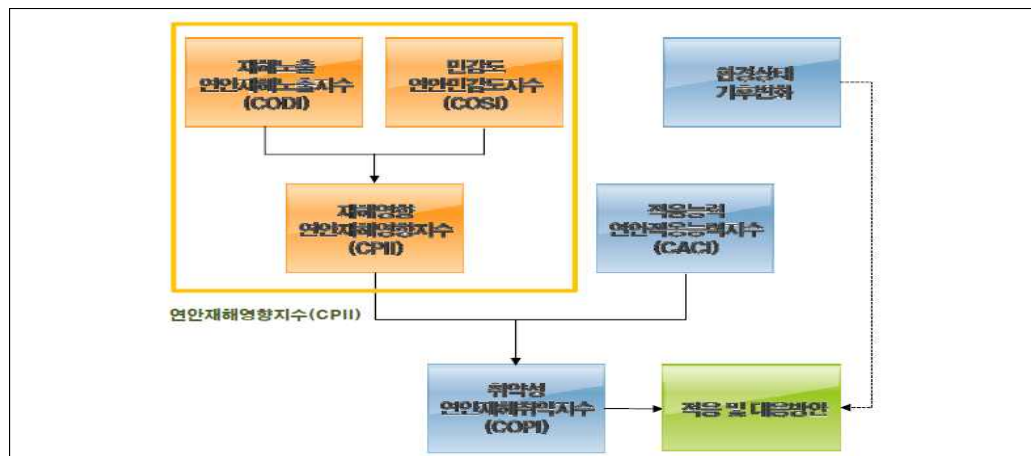 재해노출
연안재해노출지수
(CODI)
민감도
연안민감도지수
(COSI)
환경상태
기후변화
재해영향
연안재해영향지수
(CPII)
적응능력
연안적응능력지수
(CACI)
연안재해영향지수(CPII)
취약성
연안재해취약지수
(COPI)
적응 및 대응방안